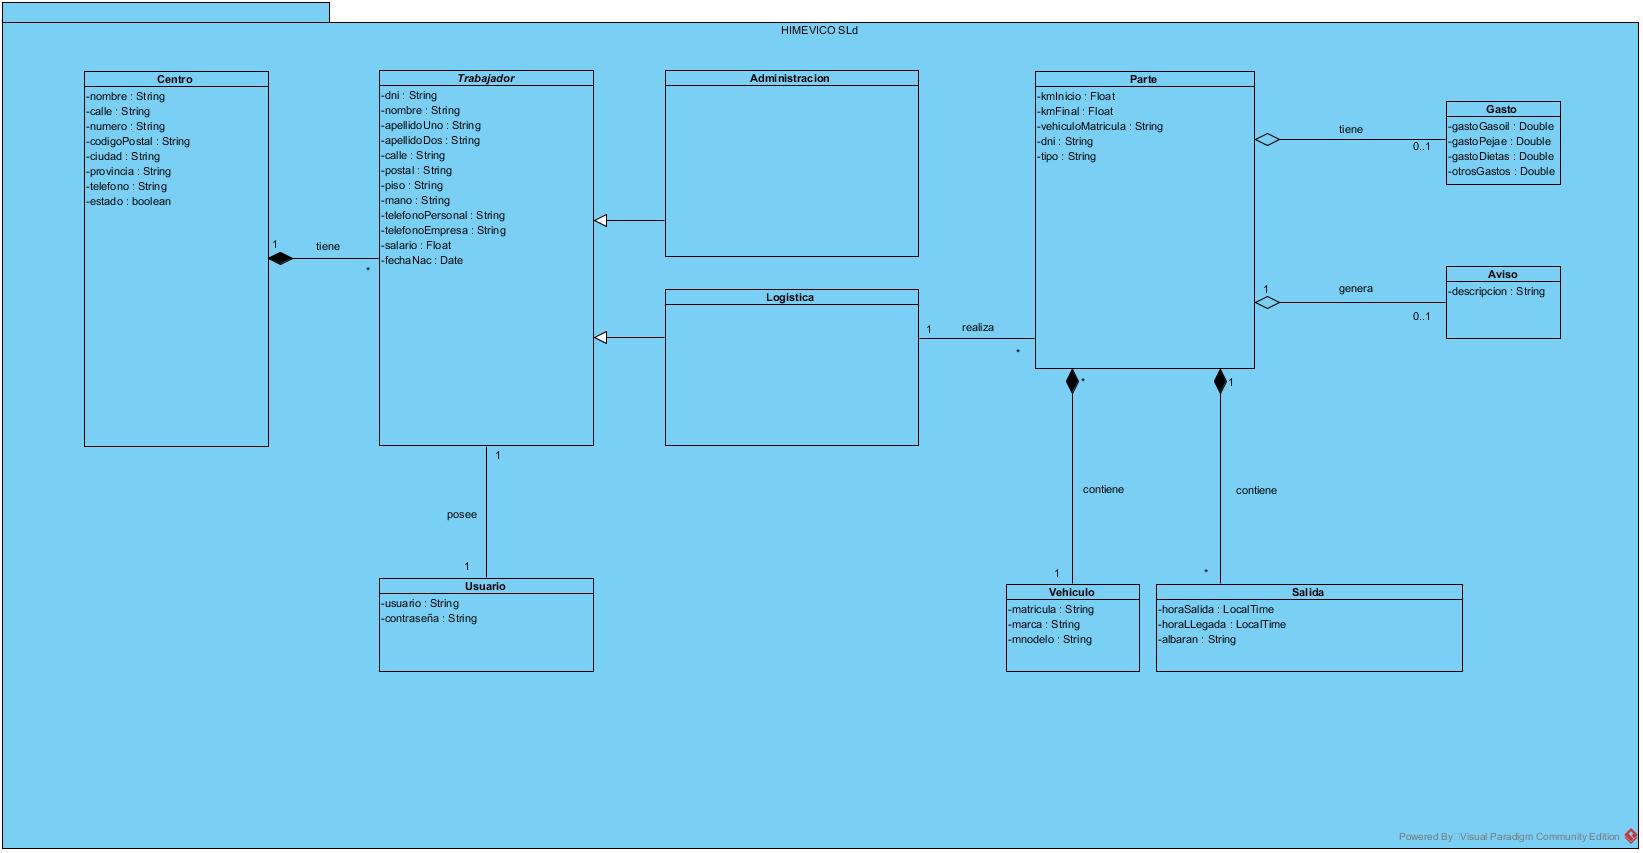 HIMEVICO SLd
Centro
-nombre : String
-calle : String
-numero : String
-codigoPostal : String
-ciudad : String
-provincia : String
-telefono : String
-estado : boolean
1
tiene
*
Trabajador
-dni : String
-nombre : String
-apellidoUno : String
-apellidoDos : String
-calle : String
-postal : String
-piso : String
-mano : String
-telefonoPersonal : String
-telefonoEmpresa : String
-salario : Float
-fechaNac : Date
Administracion
Logistica
1
realiza
*
Parte
-kmInicio : Float
-kmFinal : Float
-vehiculoMatricula : String
-dni : String
-tipo : String
tiene
0..1
Gasto
-gastoGasoil : Double
-gastoPejae : Double
-gastoDietas : Double
-otrosGastos : Double
1
genera
0..1
Aviso
-descripcion : String
1
posee
1
Usuario
-usuario : String
-contraseña : String
*
contiene
1
Vehiculo
-matricula : String
-marca : String
-mnodelo : String
1
contiene
*
Salida
-horaSalida : LocalTime
-horaLLegada : LocalTime
-albaran : String
Powered By Visual Paradigm Community Edition